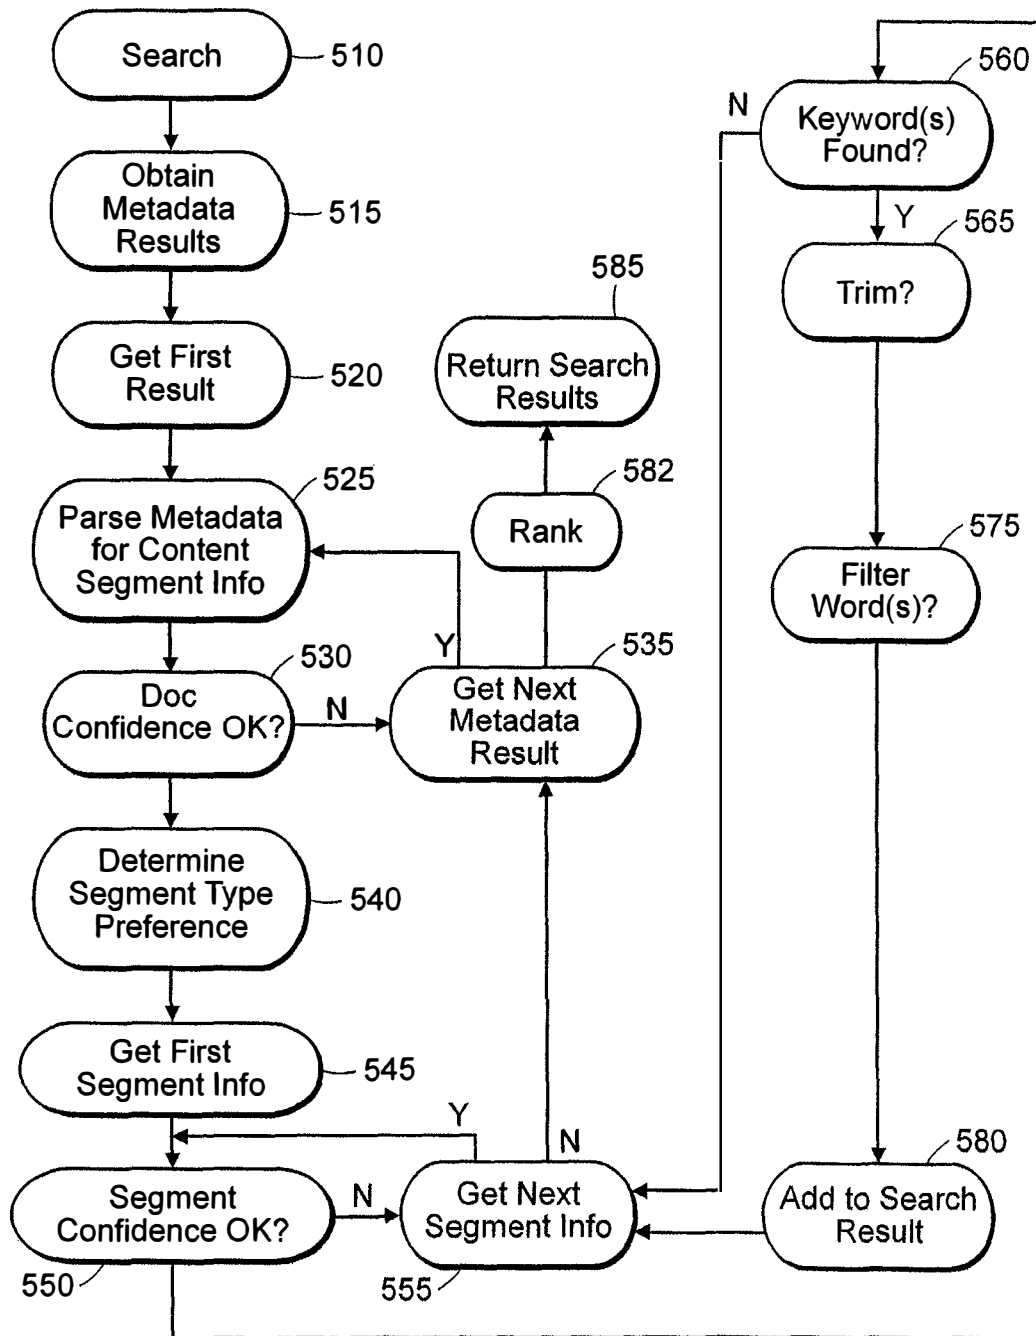 Search
510
Obtain
Metadata
Results
515
Get First
Result
520
Parse Metadata
for Content
Segment Info
525
Doc
Confidence OK?
530
N
Determine
Segment Type
Preference
540
Get First
Segment Info
545
Segment
Confidence OK?
550
N
Y
Get Next
Segment Info
555
N
Get Next
Metadata
Result
535
Y
Rank
582
Return Search
Results
585
Keyword(s)
Found?
560
N
Y
Trim?
565
Filter
Word(s)?
575
Add to Search
Result
580